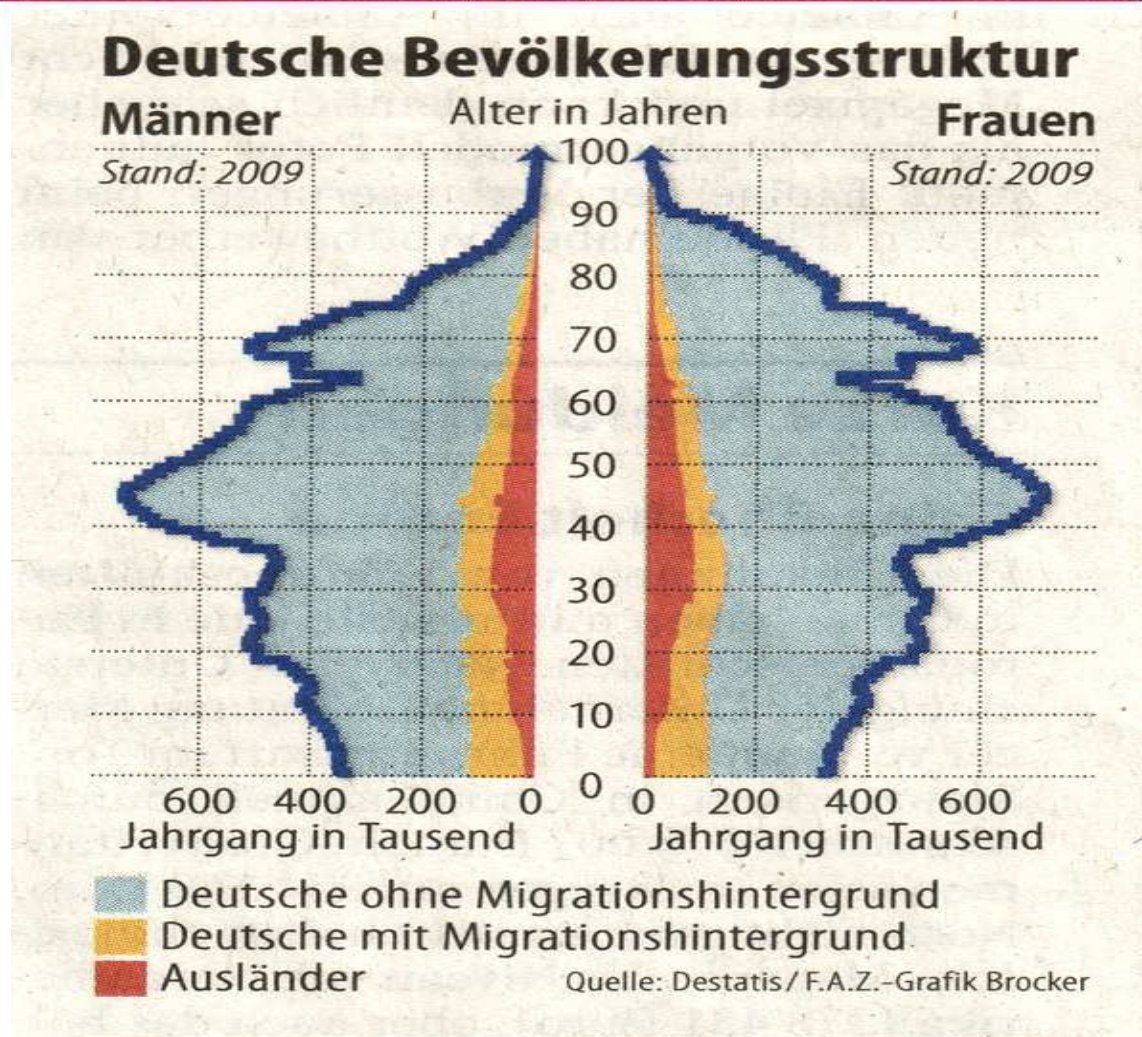 Deutsche Bevölkerungsstruktur
Männer
Alter in Jahren
Frauen
Stand: 2009
100
Stand: 2009
90
80
70
60
50
40
30
20
10
0
600 400 200 0
0 200 400 600
Jahrgang in Tausend
Jahrgang in Tausend
Deutsche ohne Migrationshintergrund
Deutsche mit Migrationshintergrund
Ausländer
Quelle: Destatis / F.A.Z.-Grafik Brocker